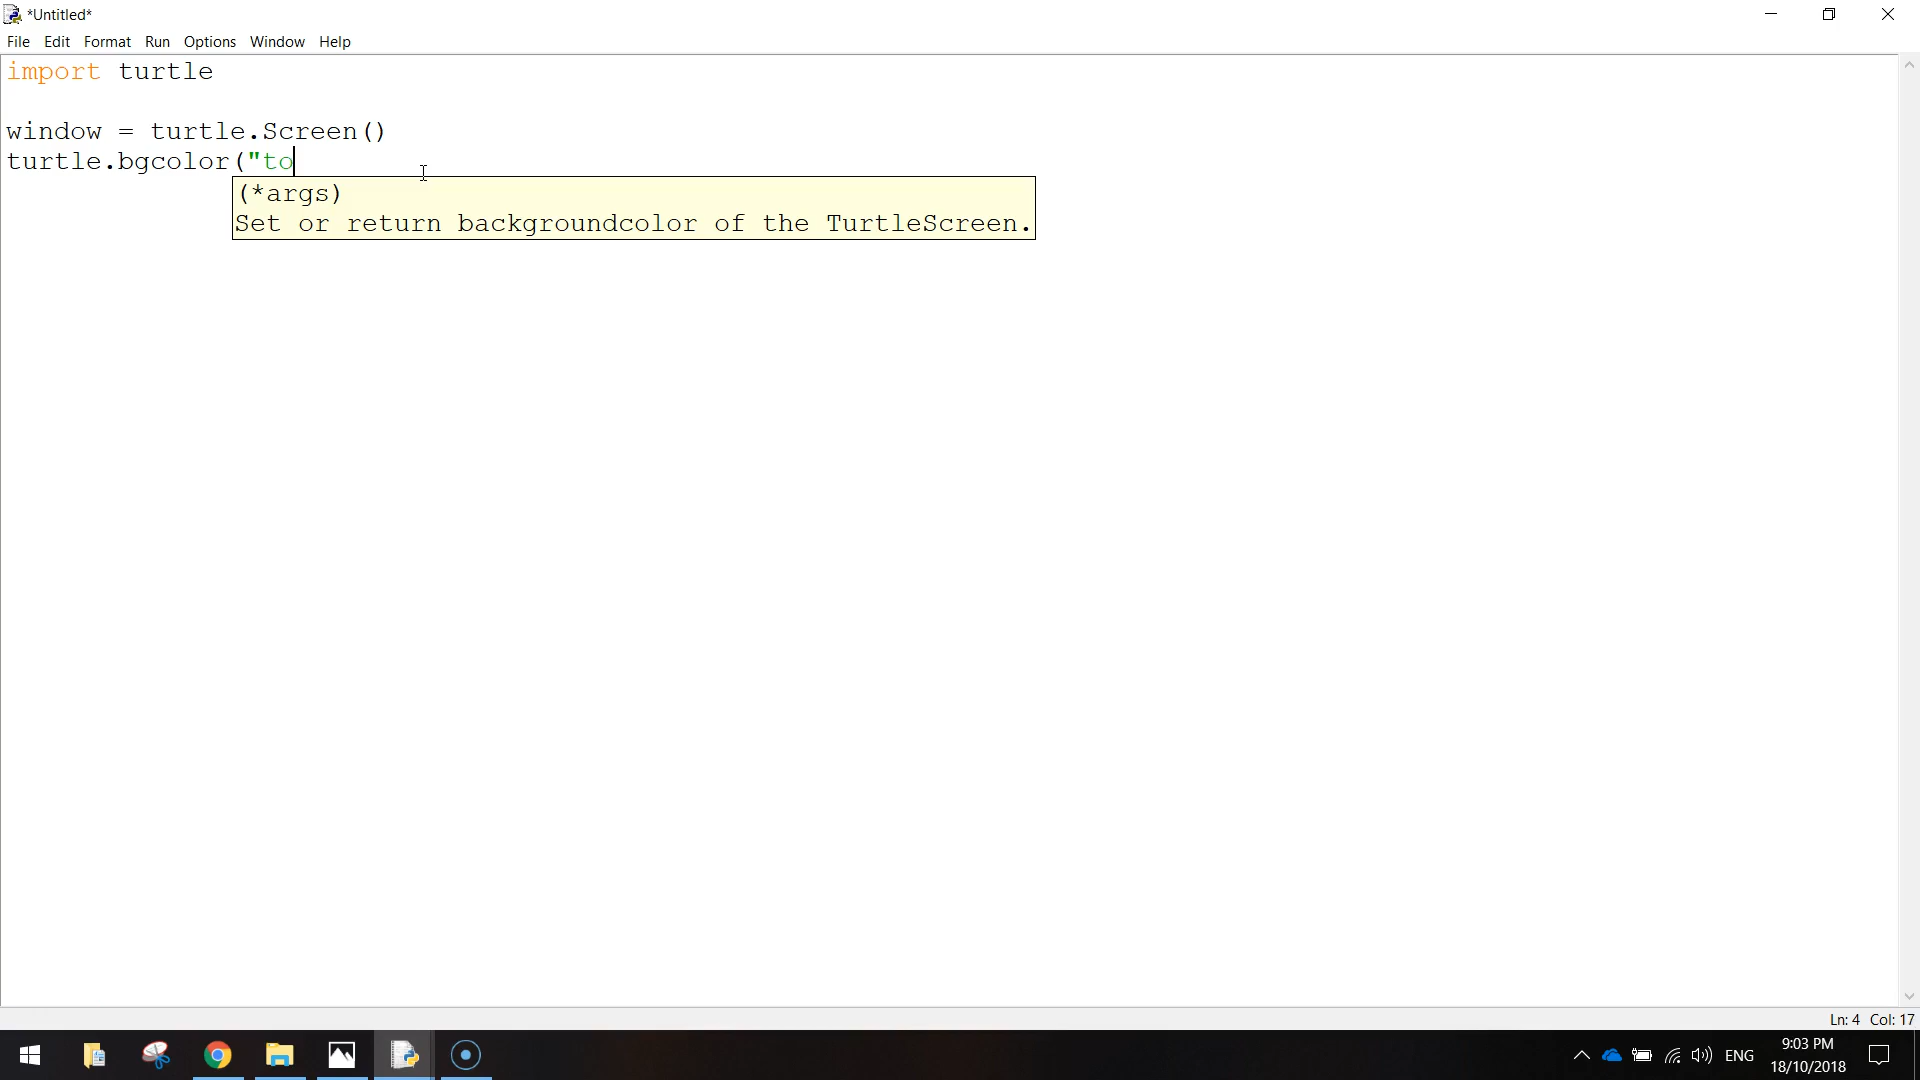 *Untitled*
File Edit Format Run Options Window Help
import turtle
window = turtle.Screen()
turtle.bgcolor("to
(*args)
Set or return backgroundcolor of the TurtleScreen.
Ln: 4 Col: 17
ENG
9:03 PM
18/10/2018